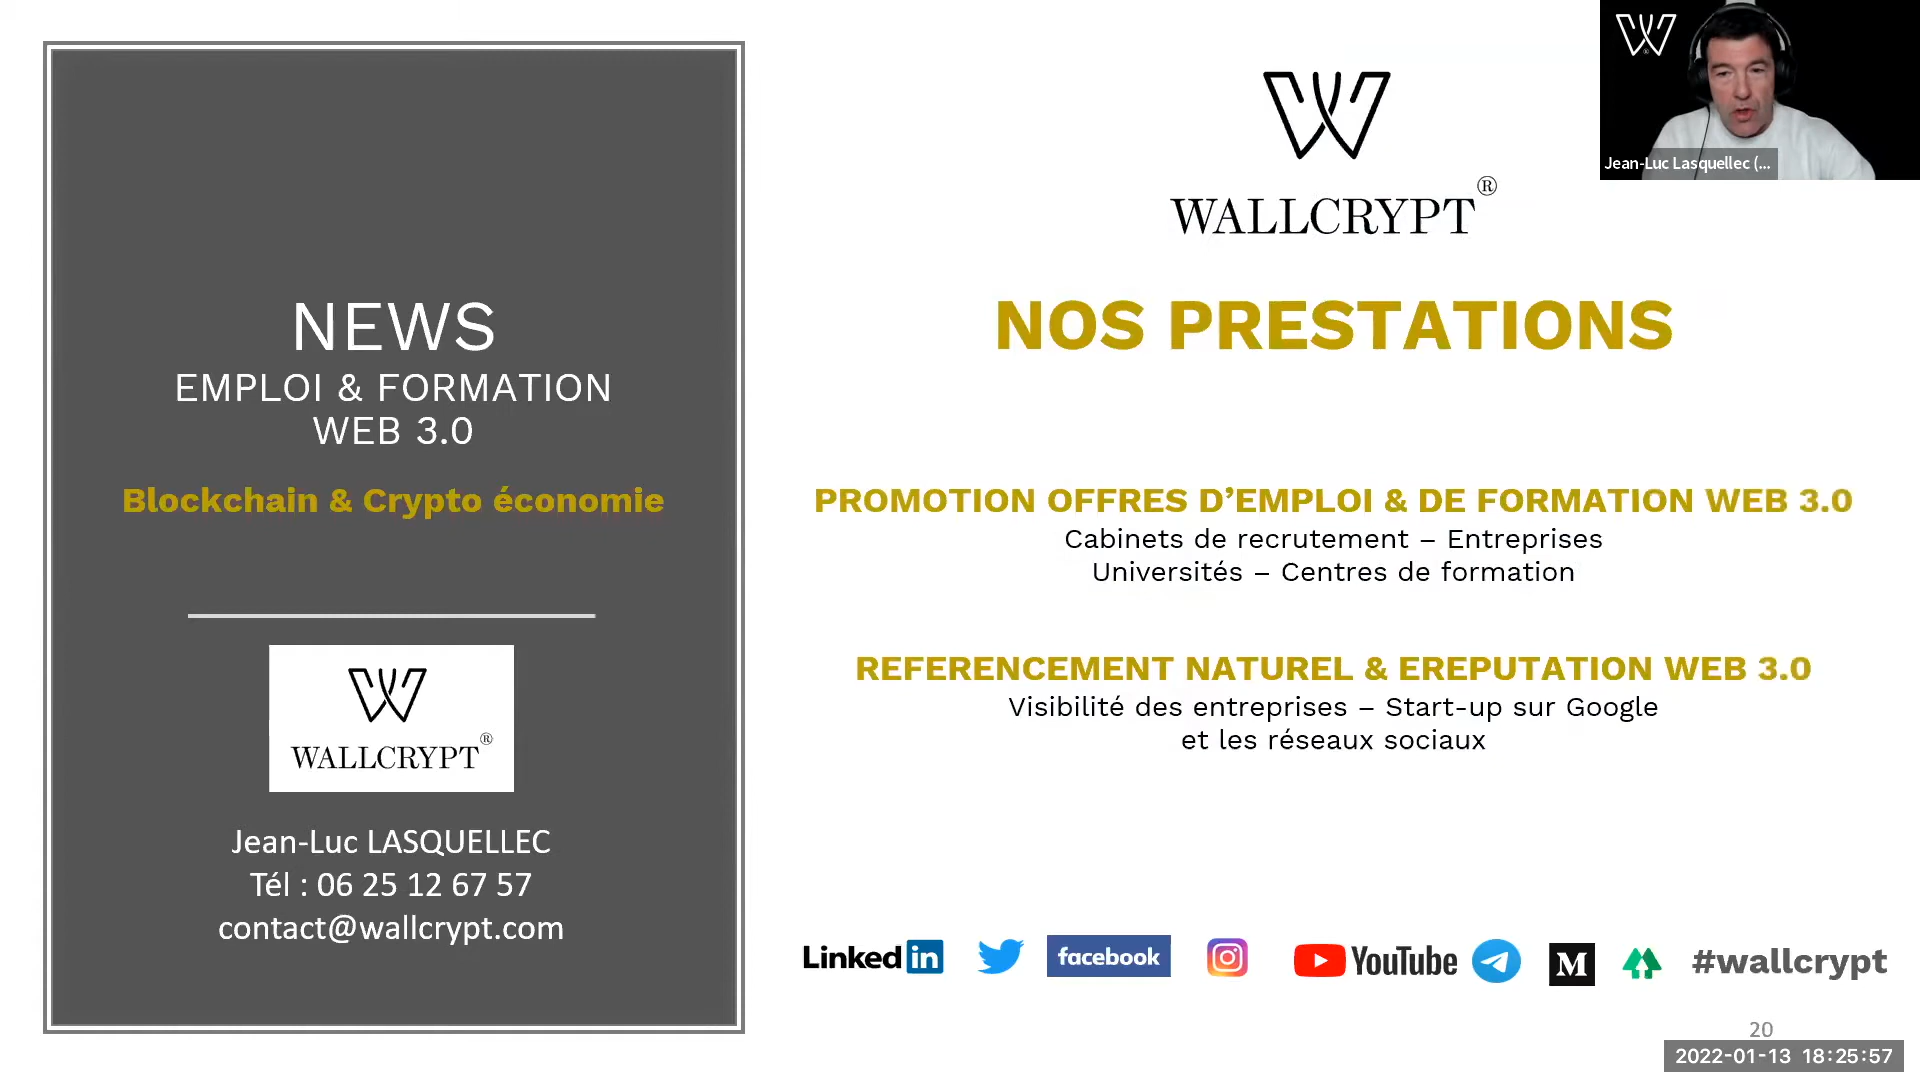 NEWS
EMPLOI & FORMATION
WEB 3.0
Blockchain & Crypto économie
W
WALLCRYPT®
Jean-Luc LASQUELLEC
Tél : 06 25 12 67 57
contact@wallcrypt.com
W
WALLCRYPT®
NOS PRESTATIONS
PROMOTION OFFRES D’EMPLOI & DE FORMATION WEB 3.0
Cabinets de recrutement – Entreprises
Universités – Centres de formation
REFERENCEMENT NATUREL & EREPUTATION WEB 3.0
Visibilité des entreprises – Start-up sur Google
et les réseaux sociaux
Linked in facebook YouTube M #wallcrypt
20
W
Jean-Luc Lasquellec (...
2022-01-13 18:25:57